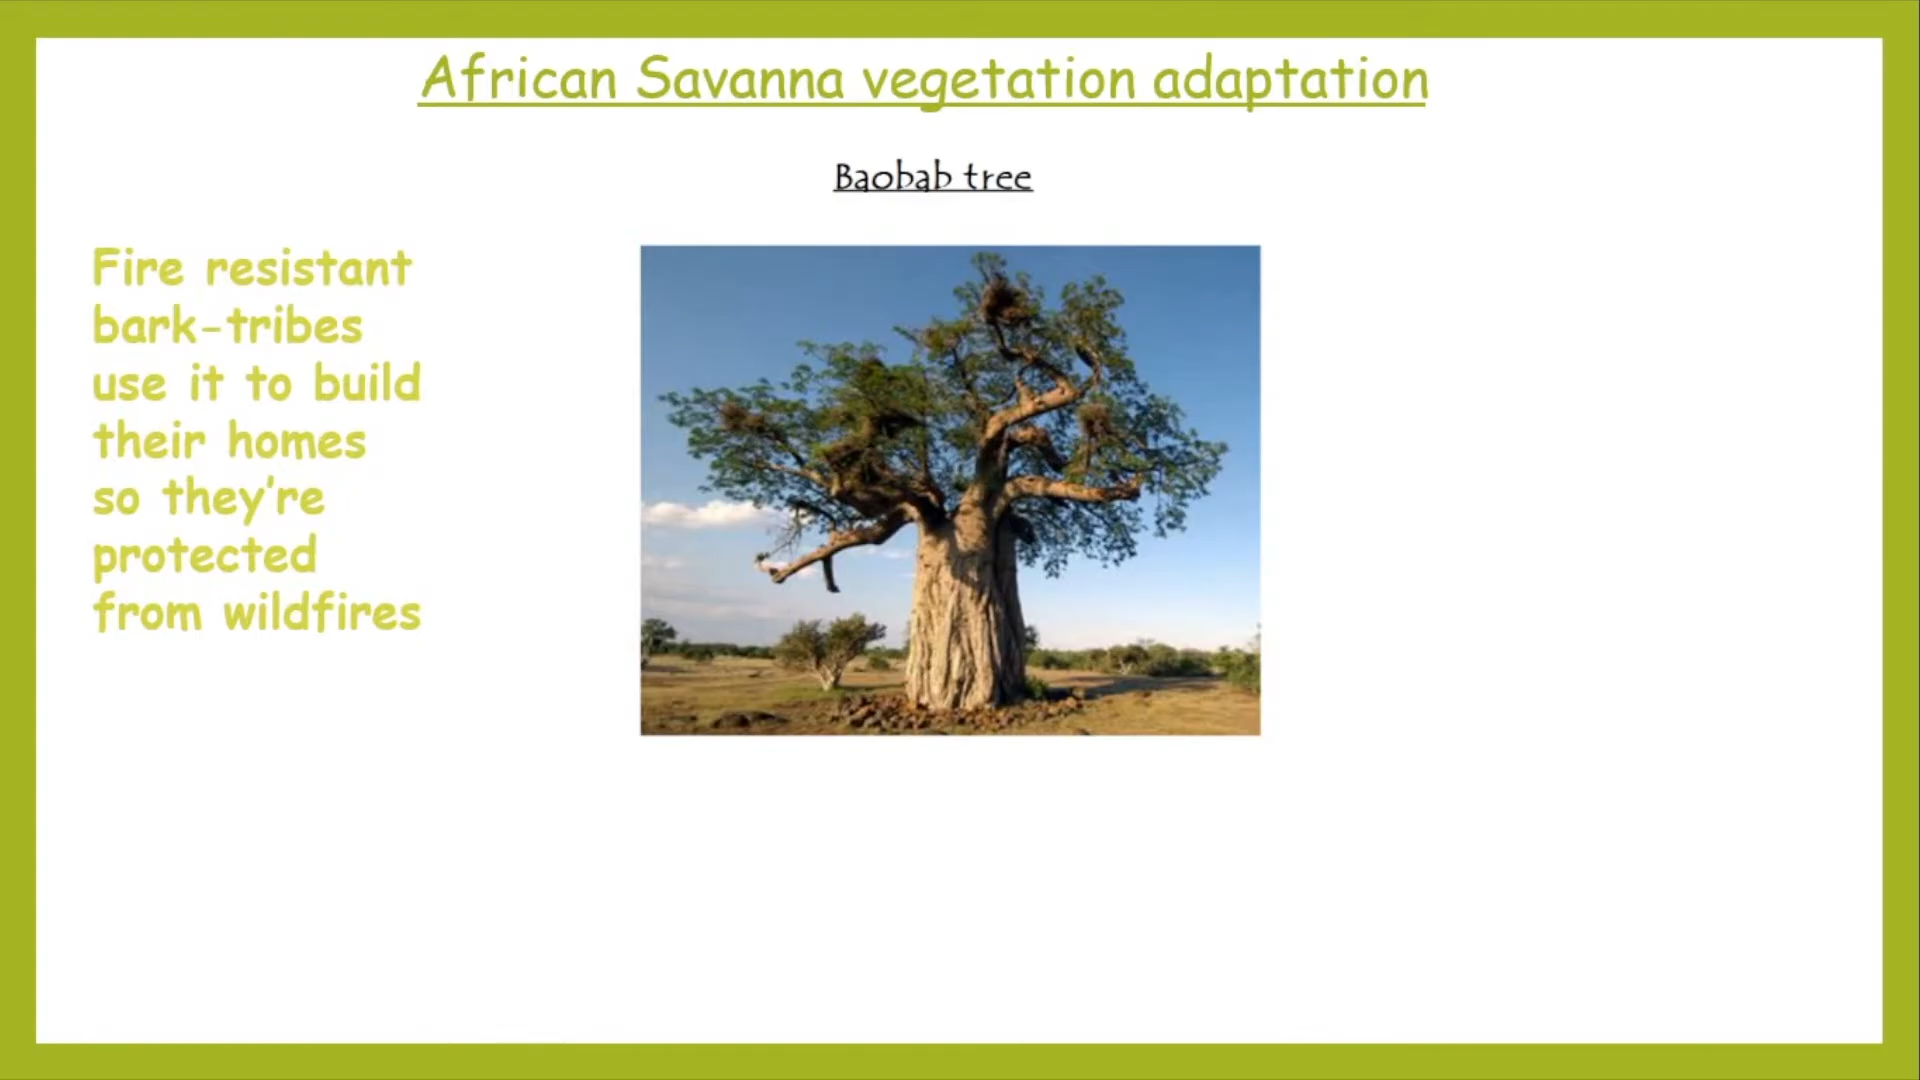 African Savanna vegetation adaptation
Baobab tree
Fire resistant
bark-tribes
use it to build
their homes
so they're
protected
from wildfires